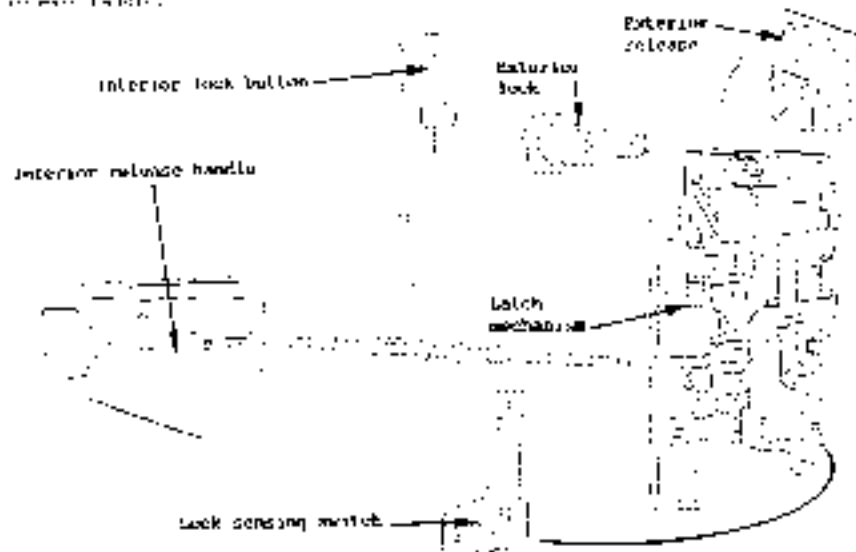 Exterior
release
Interior lock button
Exterior
lock
Interior release handle
Latch
mechanism
Lock sensing switch